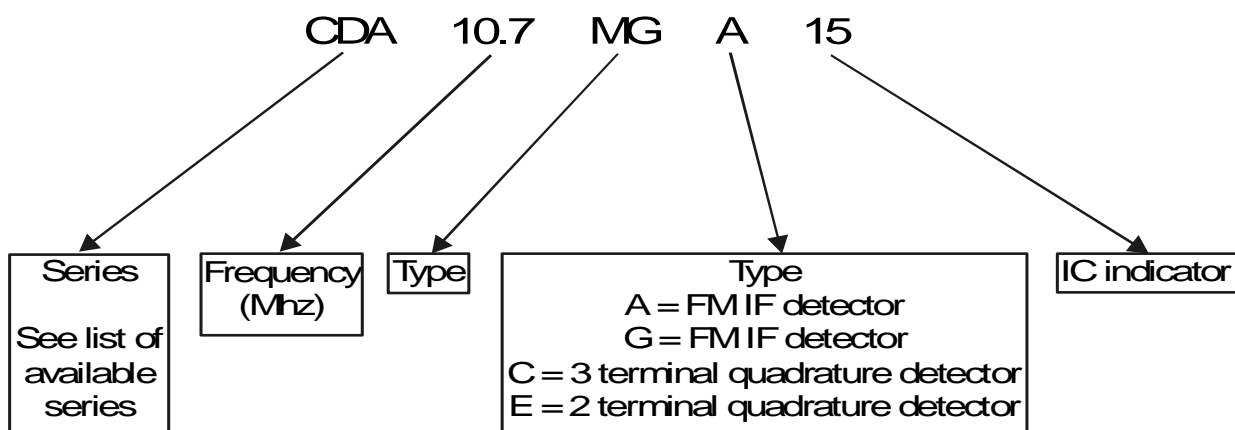 CDA 10.7 MG A 15
Series
See list of
available
series
Frequency
(Mhz)
Type
Type
A = FM IF detector
G = FM IF detector
C = 3 terminal quadrature detector
E = 2 terminal quadrature detector
IC indicator